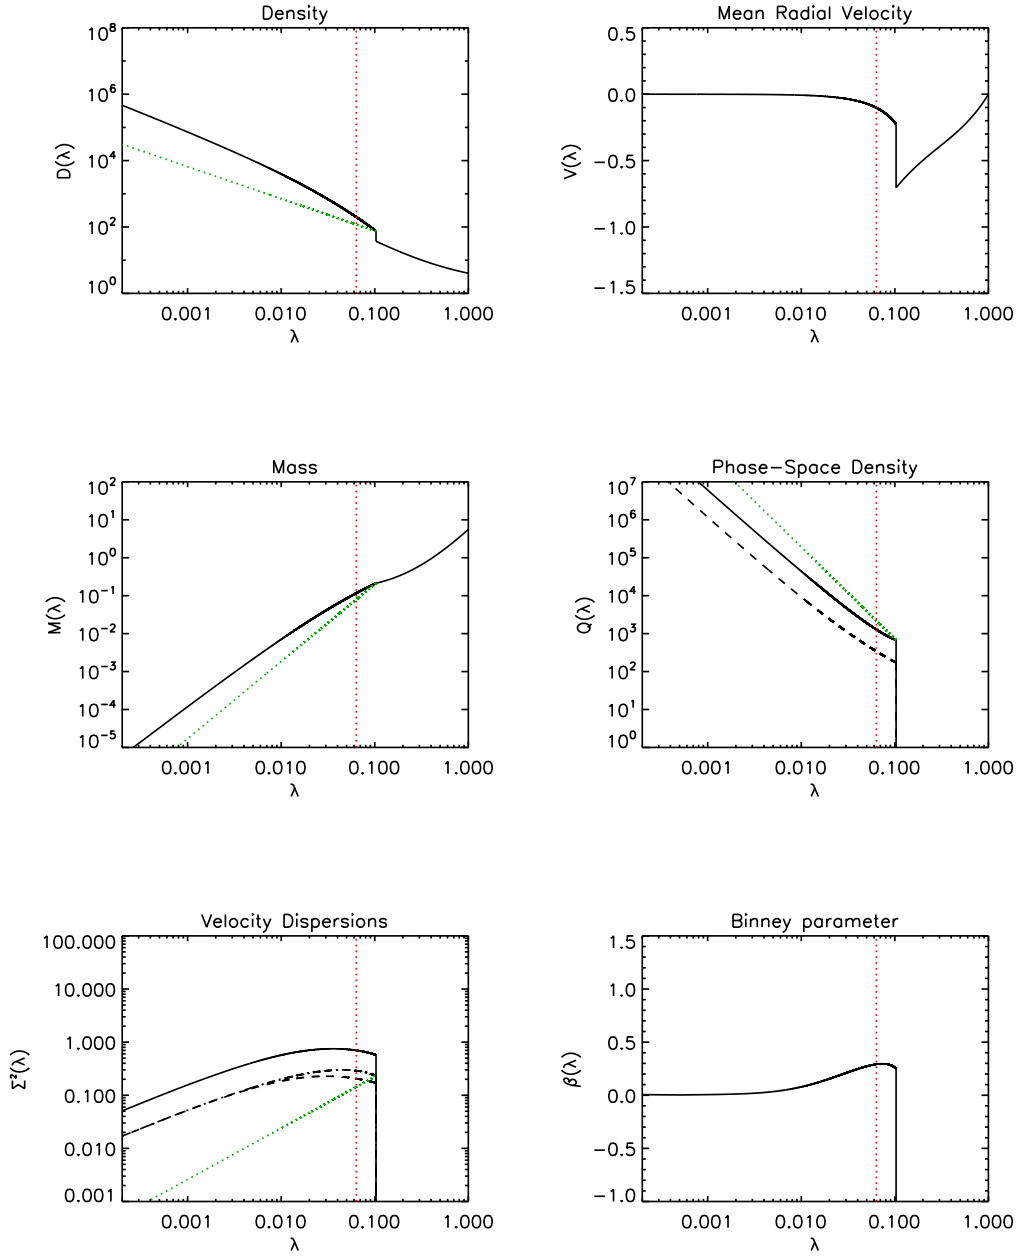 Density
10^8
10^6
10^4
10^2
10^0
D(λ)
0.001 0.010 0.100 1.000
λ
Mean Radial Velocity
0.5
0.0
−0.5
−1.0
−1.5
V(λ)
0.001 0.010 0.100 1.000
λ
Mass
10^2
10^1
10^0
10^−1
10^−2
10^−3
10^−4
10^−5
M(λ)
0.001 0.010 0.100 1.000
λ
Phase−Space Density
10^7
10^6
10^5
10^4
10^3
10^2
10^1
10^0
Q(λ)
0.001 0.010 0.100 1.000
λ
Velocity Dispersions
100.000
10.000
1.000
0.100
0.010
0.001
Σ²(λ)
0.001 0.010 0.100 1.000
λ
Binney parameter
1.5
1.0
0.5
0.0
−0.5
−1.0
β(λ)
0.001 0.010 0.100 1.000
λ